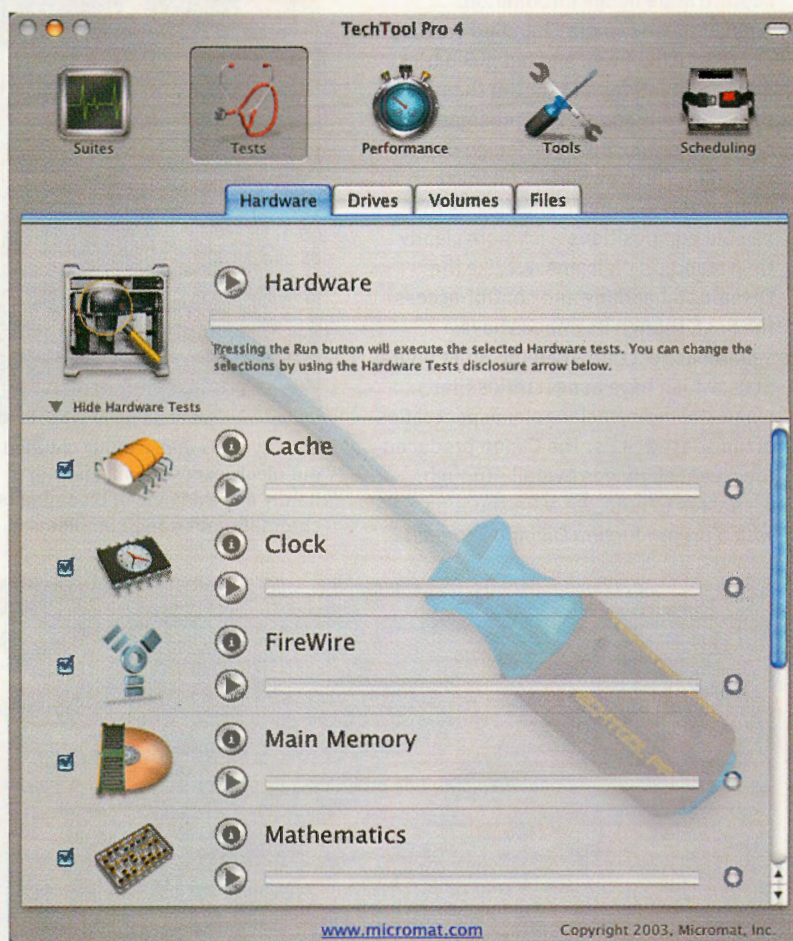 TechTool Pro 4
Suites
Tests
Performance
Tools
Scheduling
Hardware
Drives
Volumes
Files
Hardware
Pressing the Run button will execute the selected Hardware tests. You can change the
selections by using the Hardware Tests disclosure arrow below.
Hide Hardware Tests
Cache
Clock
FireWire
Main Memory
Mathematics
TECHTOOL PRO
www.micromat.com
Copyright 2003, Micromat, Inc.